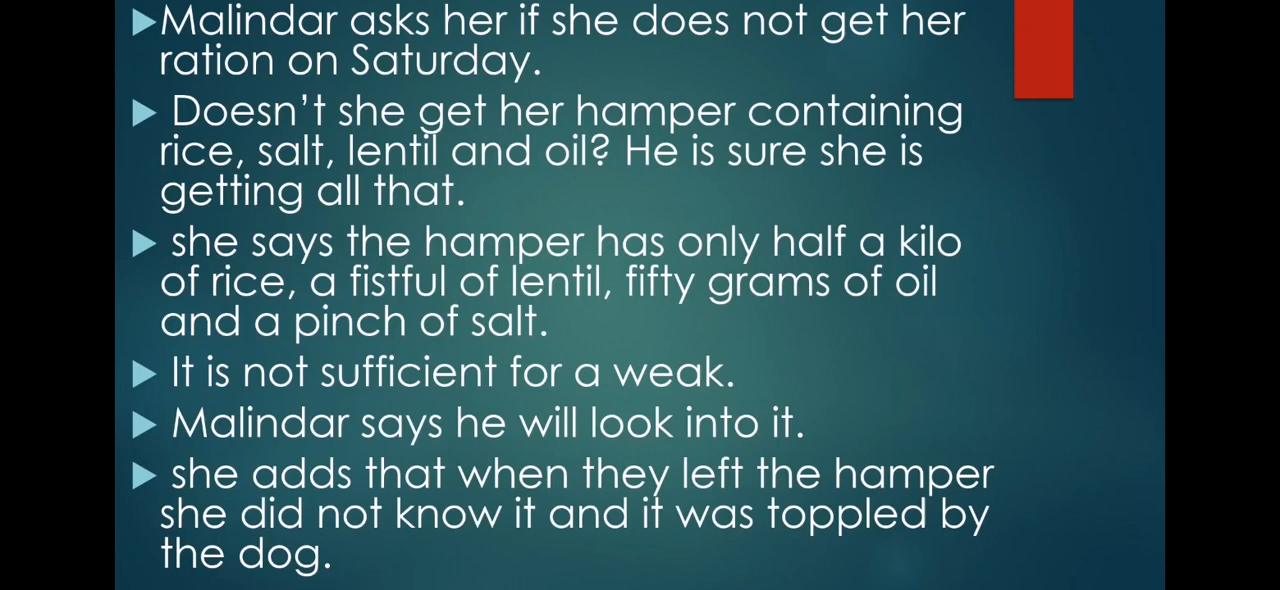 Malindar asks her if she does not get her
ration on Saturday.
Doesn't she get her hamper containing
rice, salt, lentil and oil? He is sure she is
getting all that.
she says the hamper has only half a kilo
of rice, a fistful of lentil, fifty grams of oil
and a pinch of salt.
It is not sufficient for a weak.
Malindar says he will look into it.
she adds that when they left the hamper
she did not know it and it was toppled by
the dog.